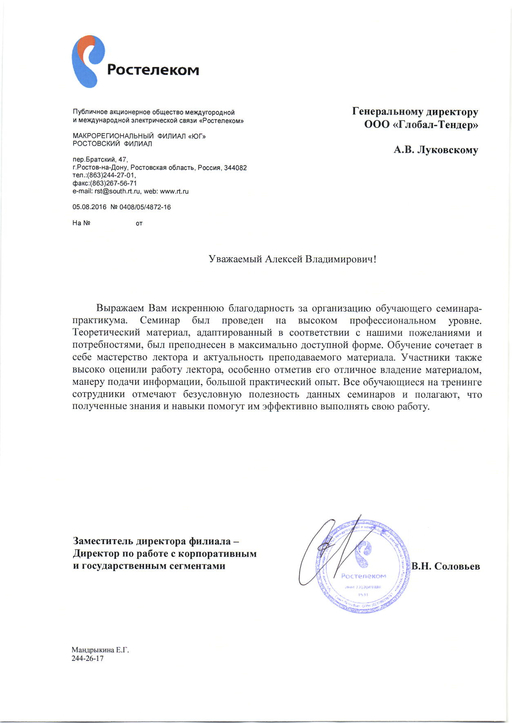 Ростелеком
Публичное акционерное общество междугородной
и международной электрической связи «Ростелеком»
МАКРОРЕГИОНАЛЬНЫЙ ФИЛИАЛ «ЮГ»
РОСТОВСКИЙ ФИЛИАЛ
пер.Братский, 47,
г.Ростов-на-Дону, Ростовская область, Россия, 344082
тел.:(863)244-27-01,
факс:(863)267-56-71
e-mail: rst@south.rt.ru, web: www.rt.ru
05.08.2016 № 0408/05/4872-16
На № от
Генеральному директору
ООО «Глобал-Тендер»
А.В. Луковскому
Уважаемый Алексей Владимирович!
Выражаем Вам искреннюю благодарность за организацию обучающего семинара-
практикума. Семинар был проведен на высоком профессиональном уровне.
Теоретический материал, адаптированный в соответствии с нашими пожеланиями и
потребностями, был преподнесен в максимально доступной форме. Обучение сочетает в
себе мастерство лектора и актуальность преподаваемого материала. Участники также
высоко оценили работу лектора, особенно отметив его отличное владение материалом,
манеру подачи информации, большой практический опыт. Все обучающиеся на тренинге
сотрудники отмечают безусловную полезность данных семинаров и полагают, что
полученные знания и навыки помогут им эффективно выполнять свою работу.
Заместитель директора филиала –
Директор по работе с корпоративным
и государственным сегментами
Ростелеком
В.Н. Соловьев
Мандрыкина Е.Г.
244-26-17